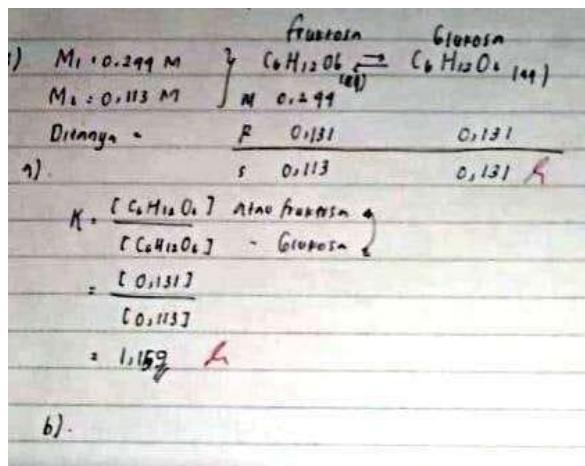 fruktosa Glukosa
) M₁ : 0.244 M } C₆H₁₂O₆ (aq) ⇌ C₆H₁₂O₆ (aq)
M₂ : 0,113 M M 0,244
Ditanya = R 0,131 0,131
a). S 0,113 0,131
K = [C₆H₁₂O₆] Atau fruktosa
[C₆H₁₂O₆] - Glukosa
= [0,131]
[0,113]
= 1,159
b).